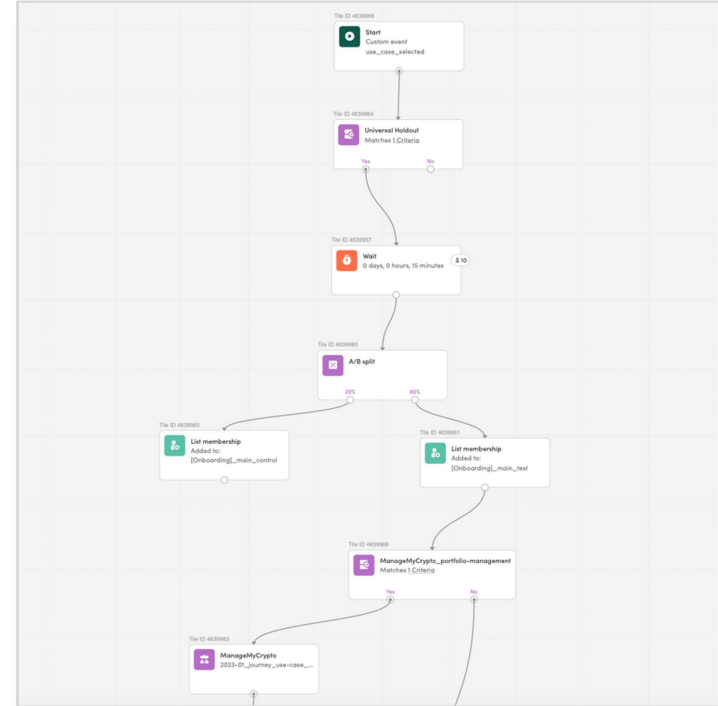 Tile ID 4639956
Start
Custom event
use_case_selected
Tile ID 4639964
Universal Holdout
Matches 1 Criteria
Yes
No
Tile ID 4639957
Wait
0 days, 0 hours, 15 minutes
10
Tile ID 4639960
A/B split
20%
80%
Tile ID 4639965
List membership
Added to:
[Onboarding]_main_control
Tile ID 4639961
List membership
Added to:
[Onboarding]_main_test
Tile ID 4639968
ManageMyCrypto_portfolio-management
Matches 1 Criteria
Yes
No
Tile ID 4639963
ManageMyCrypto
2023-01_journey_use-case_...